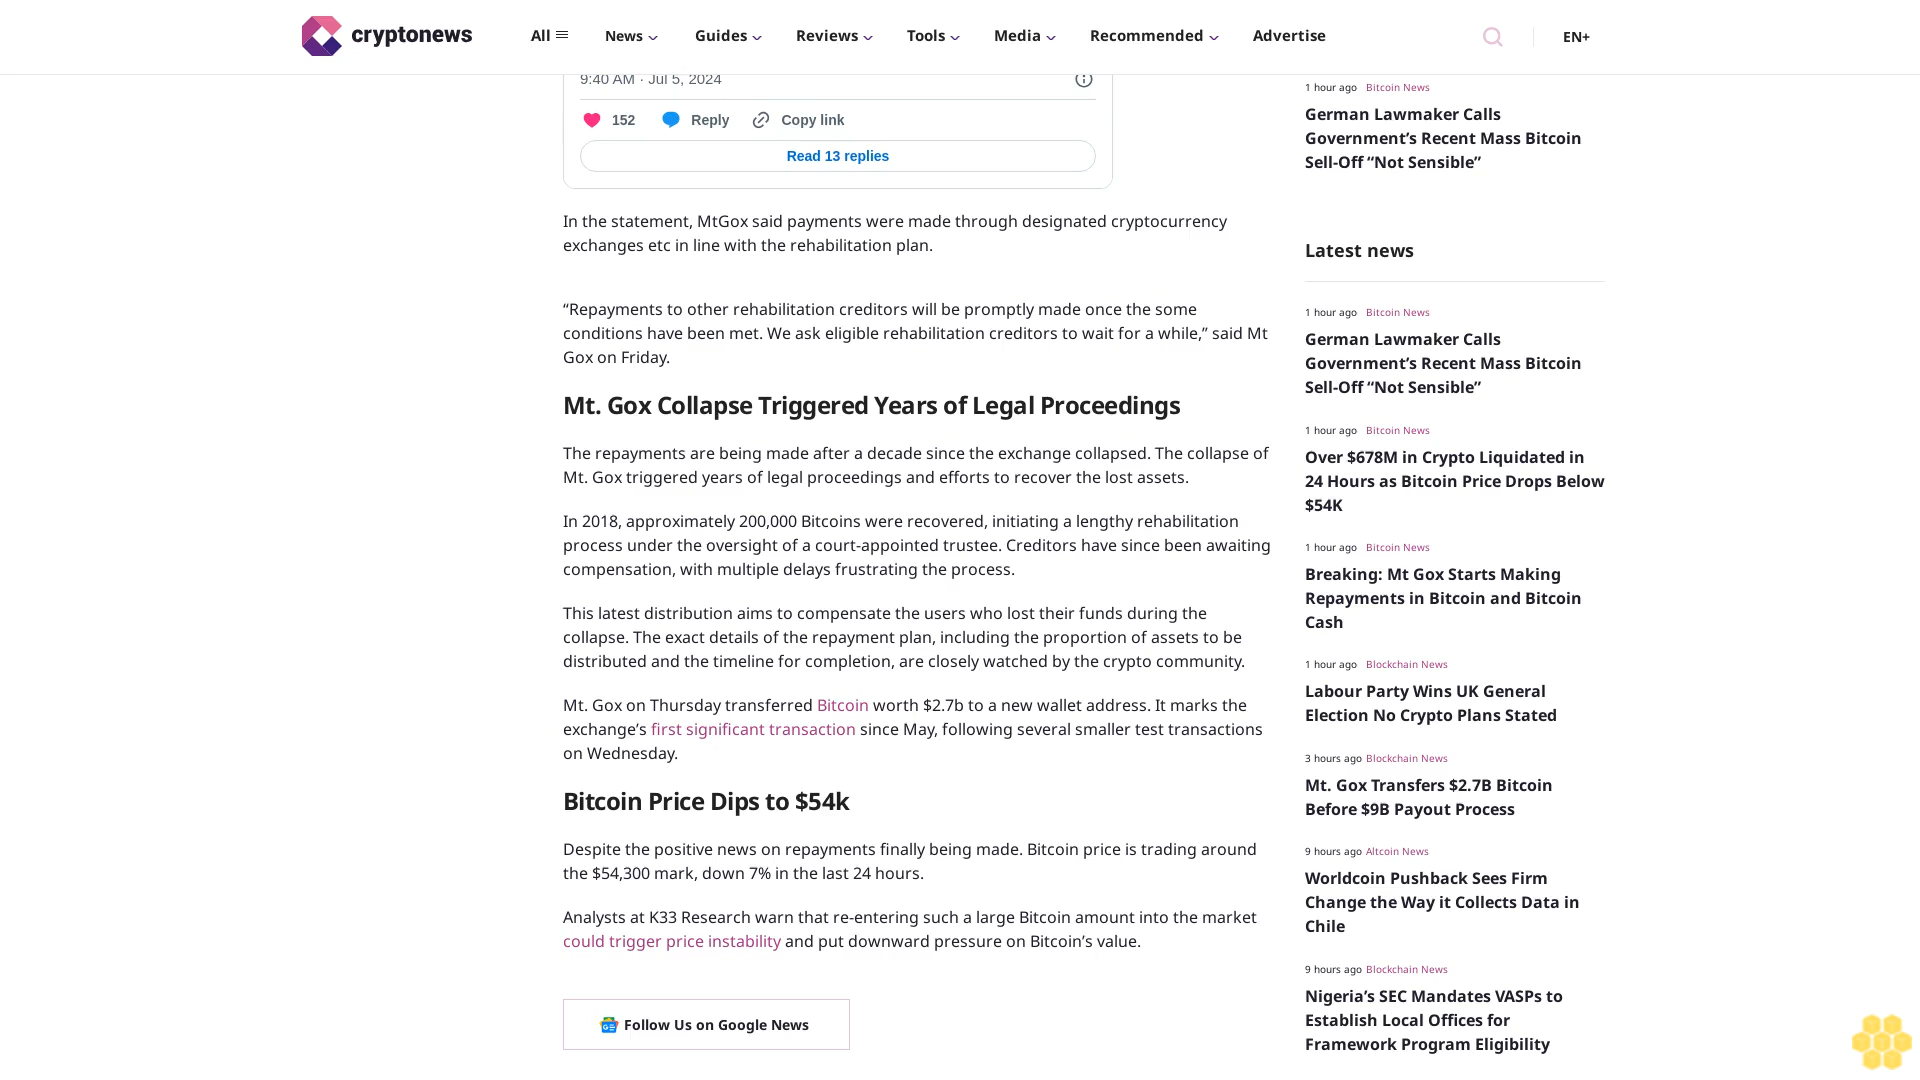 cryptonews
All
News
Guides
Reviews
Tools
Media
Recommended
Advertise
EN+
9:40 AM · Jul 5, 2024
152
Reply
Copy link
Read 13 replies
In the statement, MtGox said payments were made through designated cryptocurrency
exchanges etc in line with the rehabilitation plan.
“Repayments to other rehabilitation creditors will be promptly made once the some
conditions have been met. We ask eligible rehabilitation creditors to wait for a while,” said Mt
Gox on Friday.
Mt. Gox Collapse Triggered Years of Legal Proceedings
The repayments are being made after a decade since the exchange collapsed. The collapse of
Mt. Gox triggered years of legal proceedings and efforts to recover the lost assets.
In 2018, approximately 200,000 Bitcoins were recovered, initiating a lengthy rehabilitation
process under the oversight of a court-appointed trustee. Creditors have since been awaiting
compensation, with multiple delays frustrating the process.
This latest distribution aims to compensate the users who lost their funds during the
collapse. The exact details of the repayment plan, including the proportion of assets to be
distributed and the timeline for completion, are closely watched by the crypto community.
Mt. Gox on Thursday transferred Bitcoin worth $2.7b to a new wallet address. It marks the
exchange’s first significant transaction since May, following several smaller test transactions
on Wednesday.
Bitcoin Price Dips to $54k
Despite the positive news on repayments finally being made. Bitcoin price is trading around
the $54,300 mark, down 7% in the last 24 hours.
Analysts at K33 Research warn that re-entering such a large Bitcoin amount into the market
could trigger price instability and put downward pressure on Bitcoin’s value.
Follow Us on Google News
1 hour ago Bitcoin News
German Lawmaker Calls
Government’s Recent Mass Bitcoin
Sell-Off “Not Sensible”
Latest news
1 hour ago Bitcoin News
German Lawmaker Calls
Government’s Recent Mass Bitcoin
Sell-Off “Not Sensible”
1 hour ago Bitcoin News
Over $678M in Crypto Liquidated in
24 Hours as Bitcoin Price Drops Below
$54K
1 hour ago Bitcoin News
Breaking: Mt Gox Starts Making
Repayments in Bitcoin and Bitcoin
Cash
1 hour ago Blockchain News
Labour Party Wins UK General
Election No Crypto Plans Stated
3 hours ago Blockchain News
Mt. Gox Transfers $2.7B Bitcoin
Before $9B Payout Process
9 hours ago Altcoin News
Worldcoin Pushback Sees Firm
Change the Way it Collects Data in
Chile
9 hours ago Blockchain News
Nigeria’s SEC Mandates VASPs to
Establish Local Offices for
Framework Program Eligibility